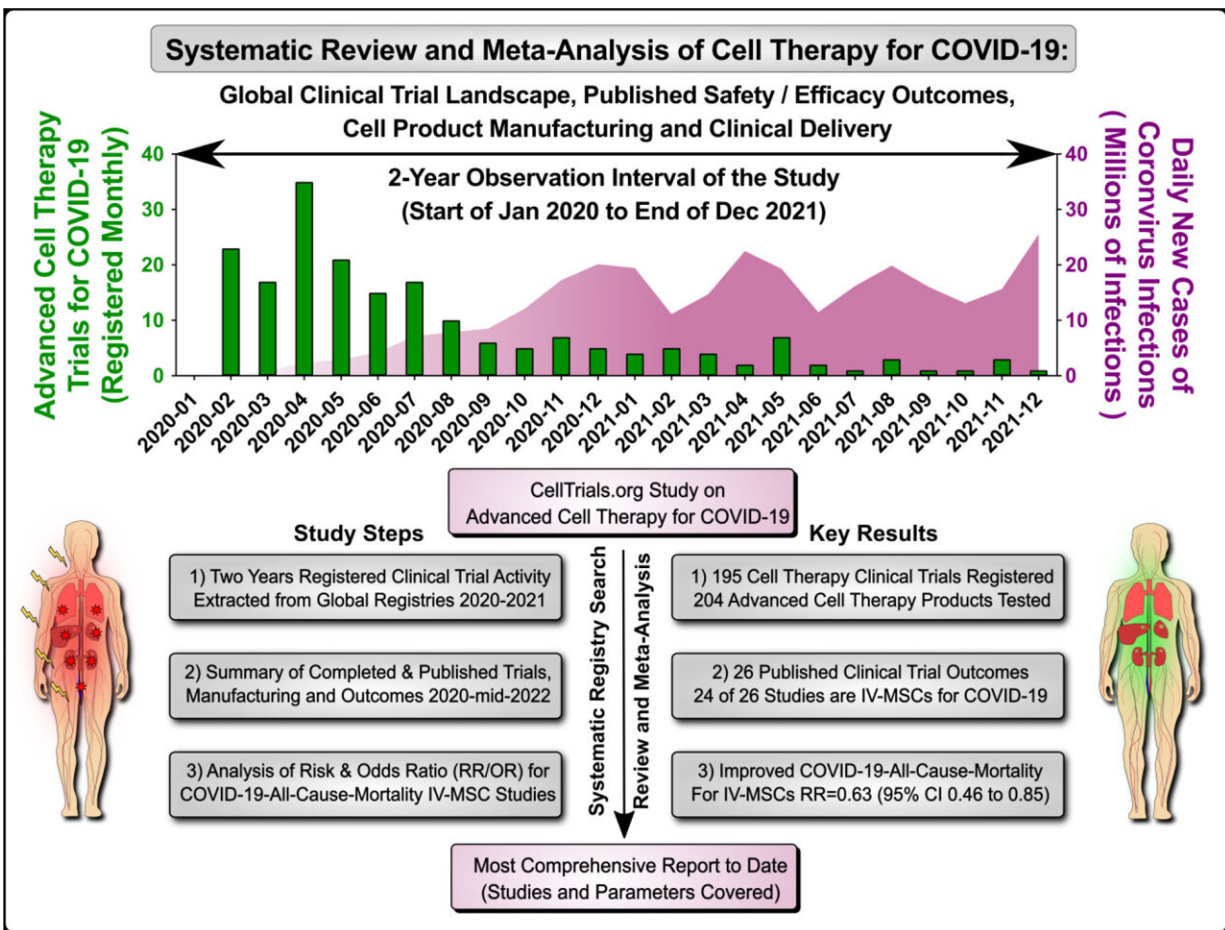 Systematic Review and Meta-Analysis of Cell Therapy for COVID-19:
Global Clinical Trial Landscape, Published Safety / Efficacy Outcomes,
Cell Product Manufacturing and Clinical Delivery
Advanced Cell Therapy
Trials for COVID-19
(Registered Monthly)
40
30
20
10
0
2-Year Observation Interval of the Study
(Start of Jan 2020 to End of Dec 2021)
40
30
20
10
0
Daily New Cases of
Coronvirus Infections
( Millions of Infections )
2020-01
2020-02
2020-03
2020-04
2020-05
2020-06
2020-07
2020-08
2020-09
2020-10
2020-11
2020-12
2021-01
2021-02
2021-03
2021-04
2021-05
2021-06
2021-07
2021-08
2021-09
2021-10
2021-11
2021-12
CellTrials.org Study on
Advanced Cell Therapy for COVID-19
Study Steps
1) Two Years Registered Clinical Trial Activity
Extracted from Global Registries 2020-2021
2) Summary of Completed & Published Trials,
Manufacturing and Outcomes 2020-mid-2022
3) Analysis of Risk & Odds Ratio (RR/OR) for
COVID-19-All-Cause-Mortality IV-MSC Studies
Systematic Registry Search
Review and Meta-Analysis
Key Results
1) 195 Cell Therapy Clinical Trials Registered
204 Advanced Cell Therapy Products Tested
2) 26 Published Clinical Trial Outcomes
24 of 26 Studies are IV-MSCs for COVID-19
3) Improved COVID-19-All-Cause-Mortality
For IV-MSCs RR=0.63 (95% CI 0.46 to 0.85)
Most Comprehensive Report to Date
(Studies and Parameters Covered)